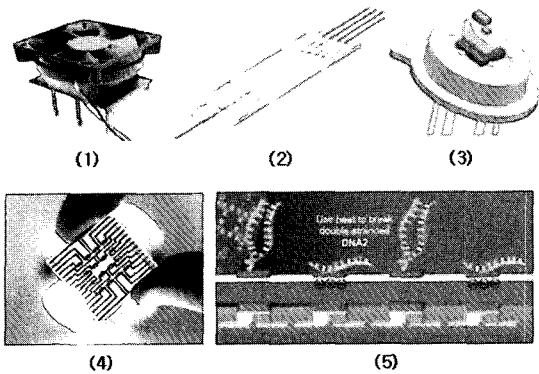 (1)
(2)
(3)
Use heat to break
double stranded
DNA2
(4)
(5)